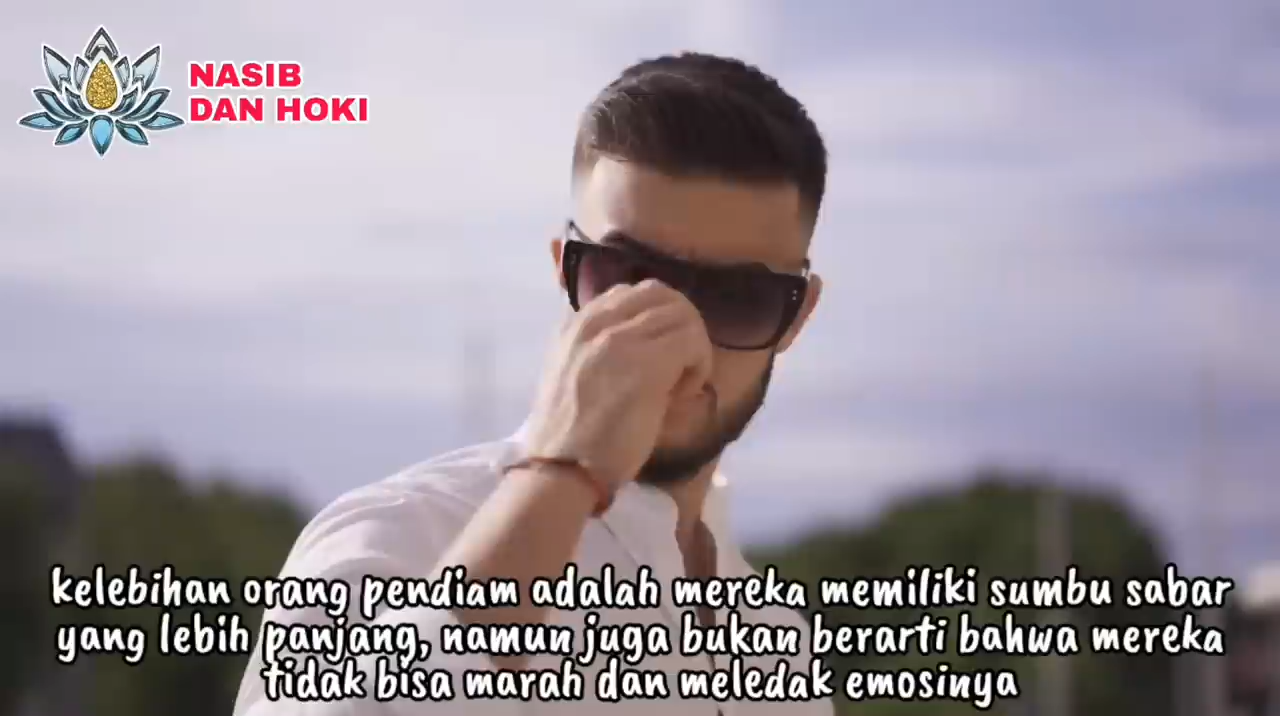 NASIB
DAN HOKI
kelebihan orang pendiam adalah mereka memiliki sumbu sabar
yang lebih panjang, namun juga bukan berarti bahwa mereka
tidak bisa marah dan meledak emosinya